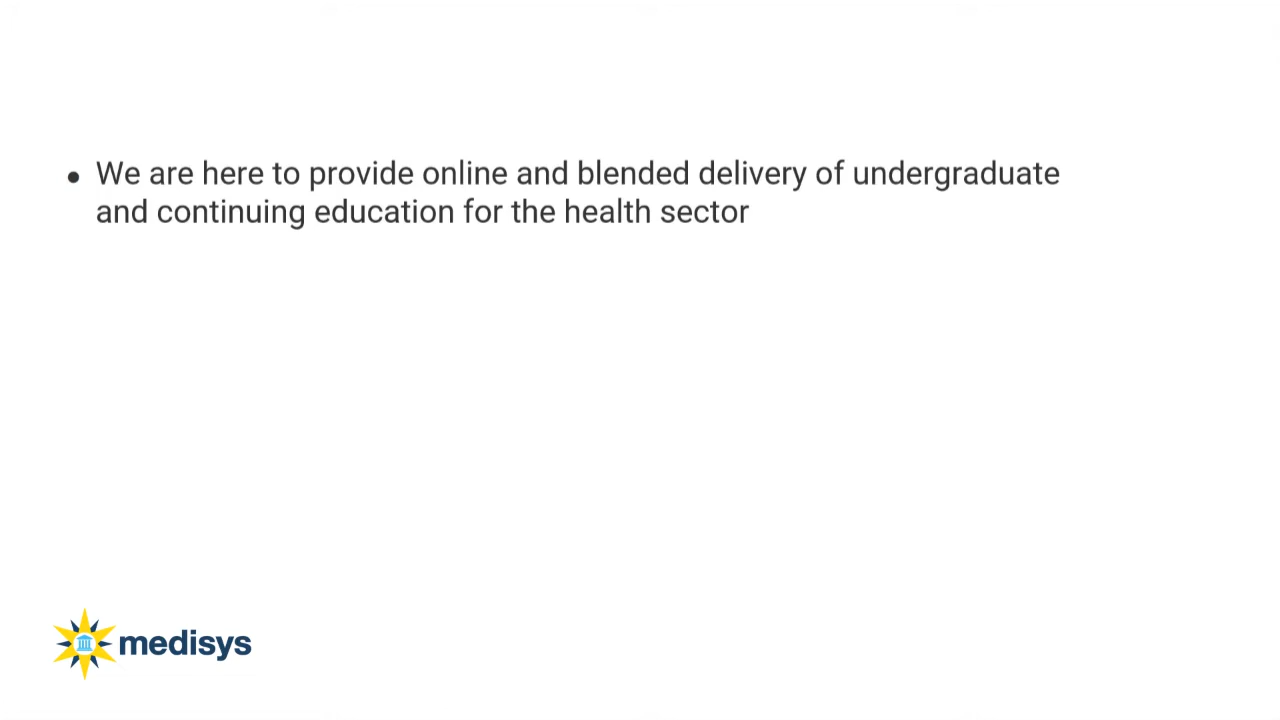 • We are here to provide online and blended delivery of undergraduate
and continuing education for the health sector
medisys